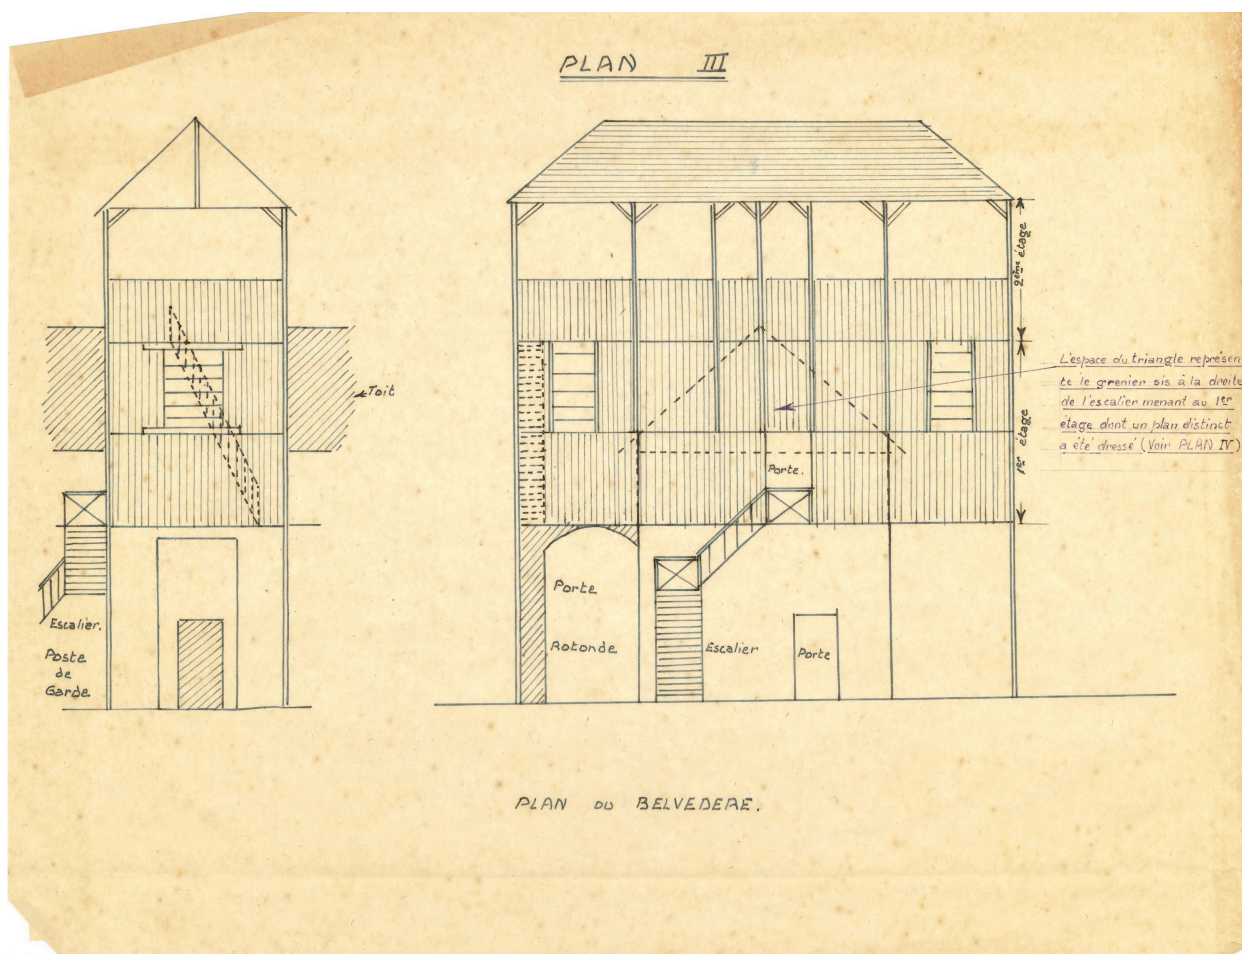 PLAN III
2ème étage
Toit
L'espace du triangle représen
te le grenier sis à la droite
de l'escalier menant au 1er
étage dont un plan distinct
a été dressé (Voir PLAN IV)
1er étage
Porte.
Escalier.
Poste
de
Garde
Porte
Rotonde
Escalier
Porte
PLAN DU BELVEDERE.